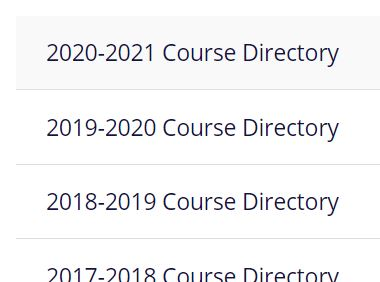 2020-2021 Course Directory
2019-2020 Course Directory
2018-2019 Course Directory
2017-2018 Course Directory